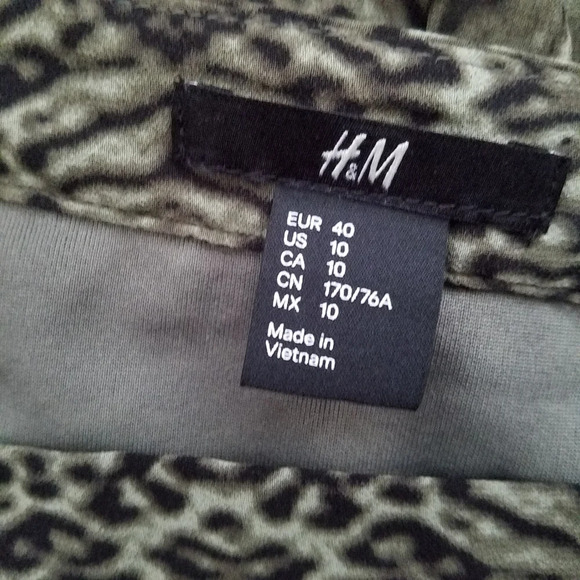 H&M
EUR 40
US 10
CA 10
CN 170/76A
MX 10
Made in
Vietnam